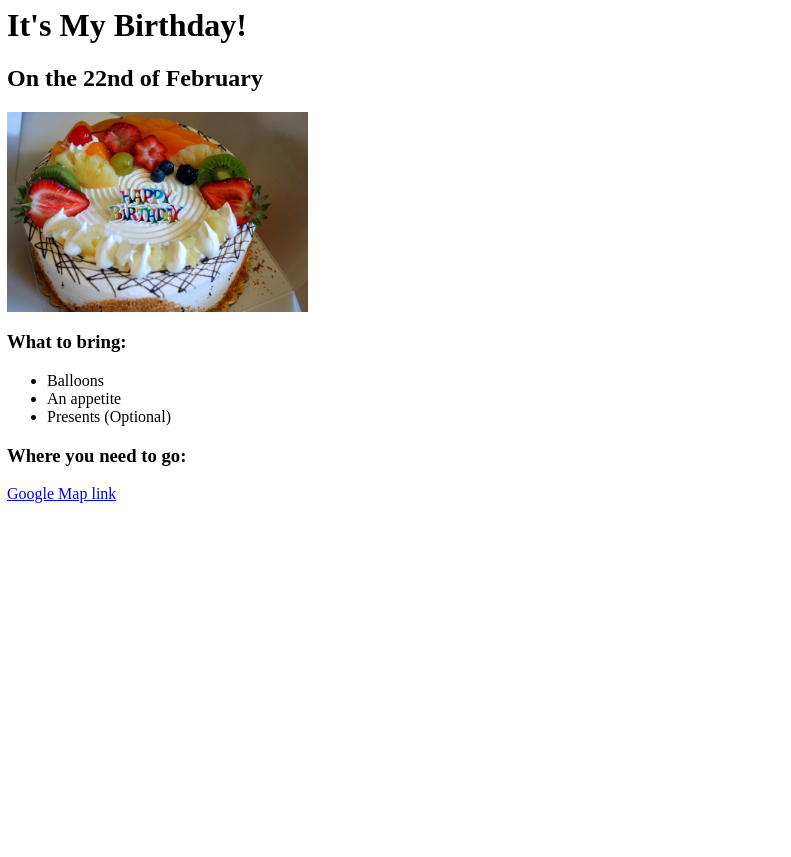 It's My Birthday!
On the 22nd of February
HAPPY
BiRTHDAY
What to bring:
Balloons
An appetite
Presents (Optional)
Where you need to go:
Google Map link